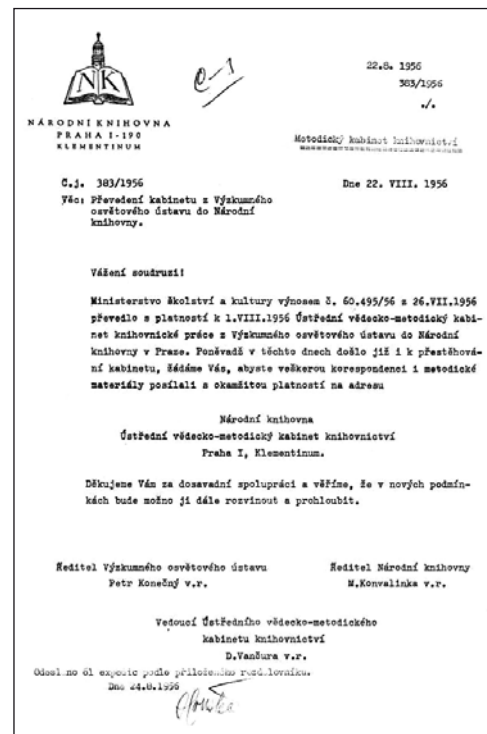 NK
NÁRODNÍ KNIHOVNA
PRAHA I-190
KLEMENTINUM
C-1
22.8. 1956
383/1956
./.
Metodický kabinet knihovnictví
Č.j. 383/1956
Dne 22. VIII. 1956
Věc: Převedení kabinetu z Výzkumného
osvětového ústavu do Národní
knihovny.
Vážení soudruzi!
Ministerstvo školství a kultury výnosem č. 60.495/56 z 26.VII.1956
převedlo s platností k 1.VIII.1956 Ústřední vědecko-metodický kabi-
net knihovnické práce z Výzkumného osvětového ústavu do Národní
knihovny v Praze. Poněvadž v těchto dnech došlo již i k přestěhová-
ní kabinetu, žádáme Vás, abyste veškerou korespondenci i metodické
materiály posílali s okamžitou platností na adresu
Národní knihovna
Ústřední vědecko-metodický kabinet knihovnictví
Praha I, Klementinum.
Děkujeme Vám za dosavadní spolupráci a věříme, že v nových podmín-
kách bude možno ji dále rozvinout a prohloubit.
Ředitel Výzkumného osvětového ústavu
Petr Konečný v.r.
Ředitel Národní knihovny
M.Konvalinka v.r.
Vedoucí Ústředního vědecko-metodického
kabinetu knihovnictví
D.Vančura v.r.
Odesláno 61 expedic podle přiloženého rozdělovníku.
Dne 24.8.1956